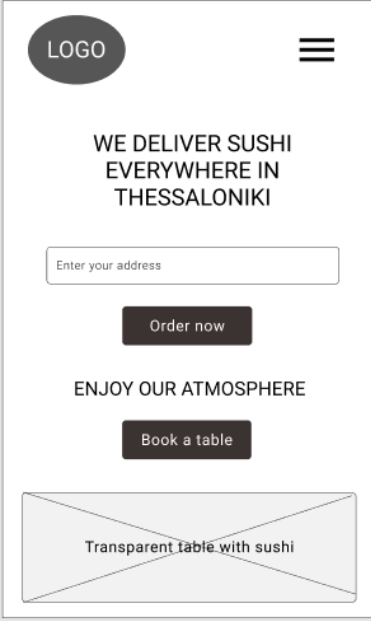 LOGO
WE DELIVER SUSHI
EVERYWHERE IN
THESSALONIKI
Enter your address
Order now
ENJOY OUR ATMOSPHERE
Book a table
Transparent table with sushi